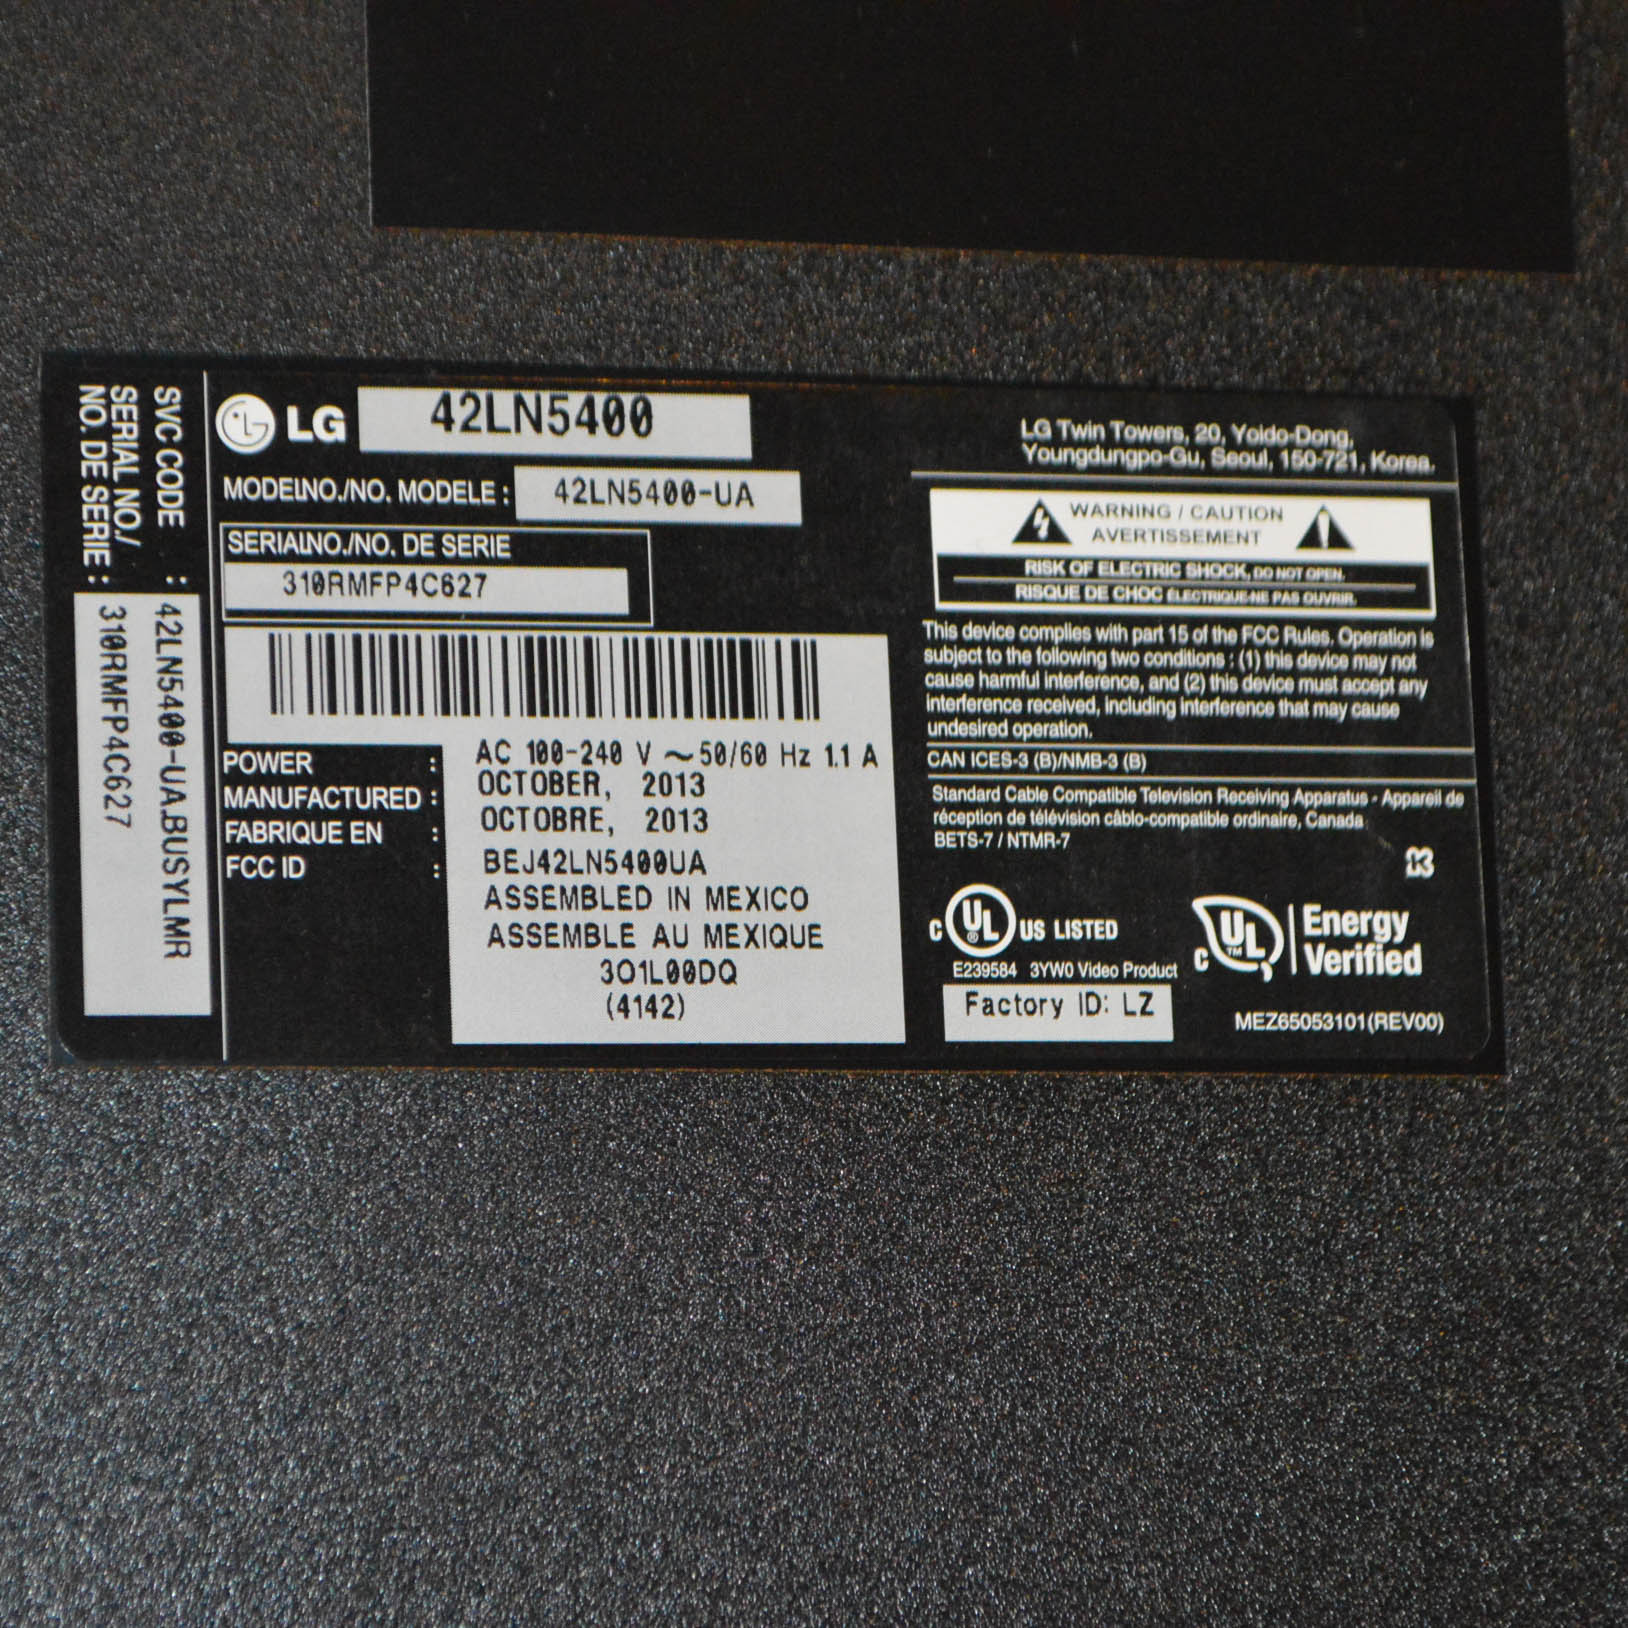 SVC CODE : 42LN5400-UA.BUSYLMR
SERIAL NO./
NO. DE SERIE : 310RMFP4C627
LG 42LN5400
MODELNO./NO. MODELE : 42LN5400-UA
SERIALNO./NO. DE SERIE
310RMFP4C627
POWER : AC 100-240 V ~ 50/60 Hz 1.1 A
MANUFACTURED : OCTOBER, 2013
FABRIQUE EN : OCTOBRE, 2013
FCC ID : BEJ42LN5400UA
ASSEMBLED IN MEXICO
ASSEMBLE AU MEXIQUE
301L00DQ
(4142)
LG Twin Towers, 20, Yoido-Dong,
Youngdungpo-Gu, Seoul, 150-721, Korea.
WARNING / CAUTION
AVERTISSEMENT
RISK OF ELECTRIC SHOCK, DO NOT OPEN.
RISQUE DE CHOC ÉLECTRIQUE-NE PAS OUVRIR.
This device complies with part 15 of the FCC Rules. Operation is
subject to the following two conditions : (1) this device may not
cause harmful interference, and (2) this device must accept any
interference received, including interference that may cause
undesired operation.
CAN ICES-3 (B)/NMB-3 (B)
Standard Cable Compatible Television Receiving Apparatus - Appareil de
réception de télévision câblo-compatible ordinaire, Canada
BETS-7 / NTMR-7
C UL ® US LISTED
E239584 3YW0 Video Product
Factory ID: LZ
C UL TM Energy
Verified
MEZ65053101(REV00)